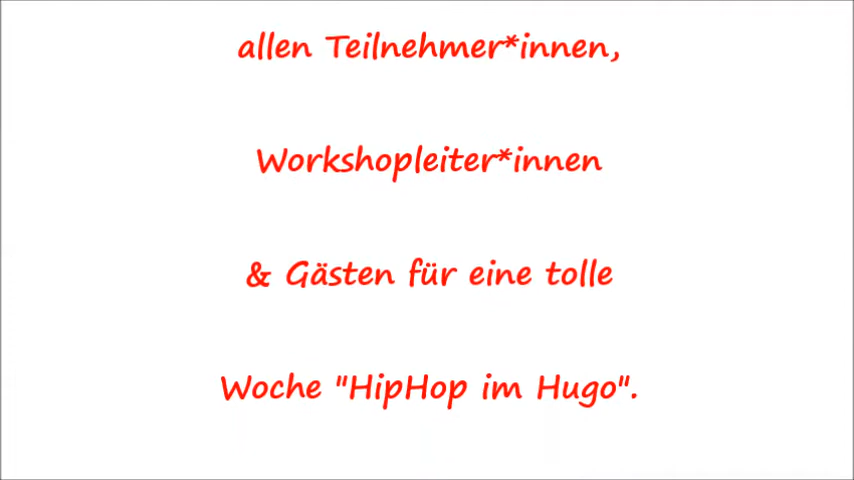 allen Teilnehmer*innen,
Workshopleiter*innen
& Gästen für eine tolle
Woche "HipHop im Hugo".